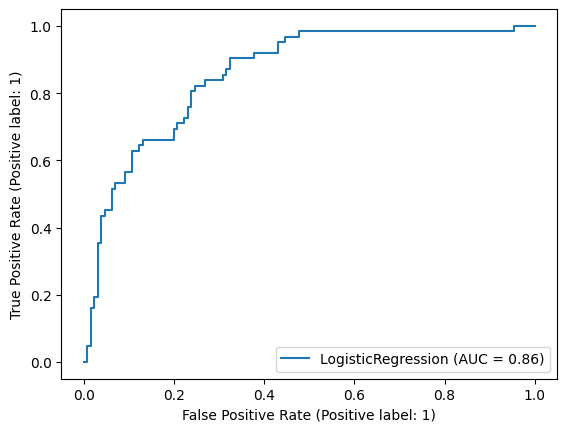 1.0
0.8
0.6
0.4
0.2
0.0
True Positive Rate (Positive label: 1)
LogisticRegression (AUC = 0.86)
0.0 0.2 0.4 0.6 0.8 1.0
False Positive Rate (Positive label: 1)